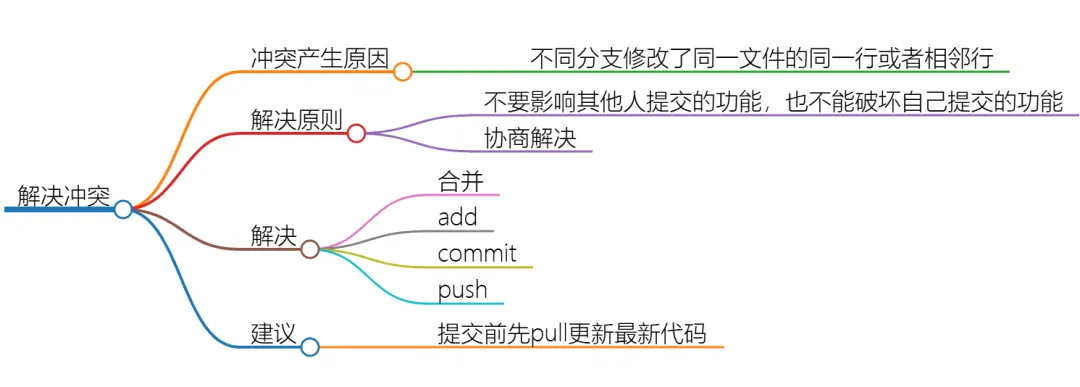 解决冲突
冲突产生原因
不同分支修改了同一文件的同一行或者相邻行
解决原则
不要影响其他人提交的功能，也不能破坏自己提交的功能
协商解决
解决
合并
add
commit
push
建议
提交前先pull更新最新代码